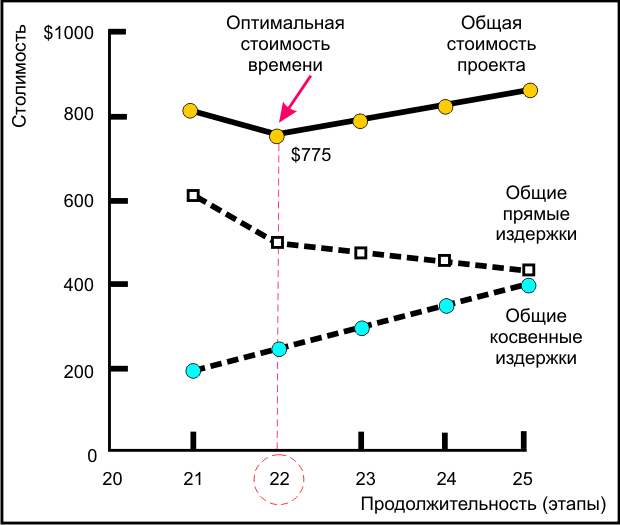 Столимость
$1000
800
600
400
200
0
Оптимальная
стоимость
времени
Общая
стоимость
проекта
$775
Общие
прямые
издержки
Общие
косвенные
издержки
20 21 22 23 24 25
Продолжительность (этапы)